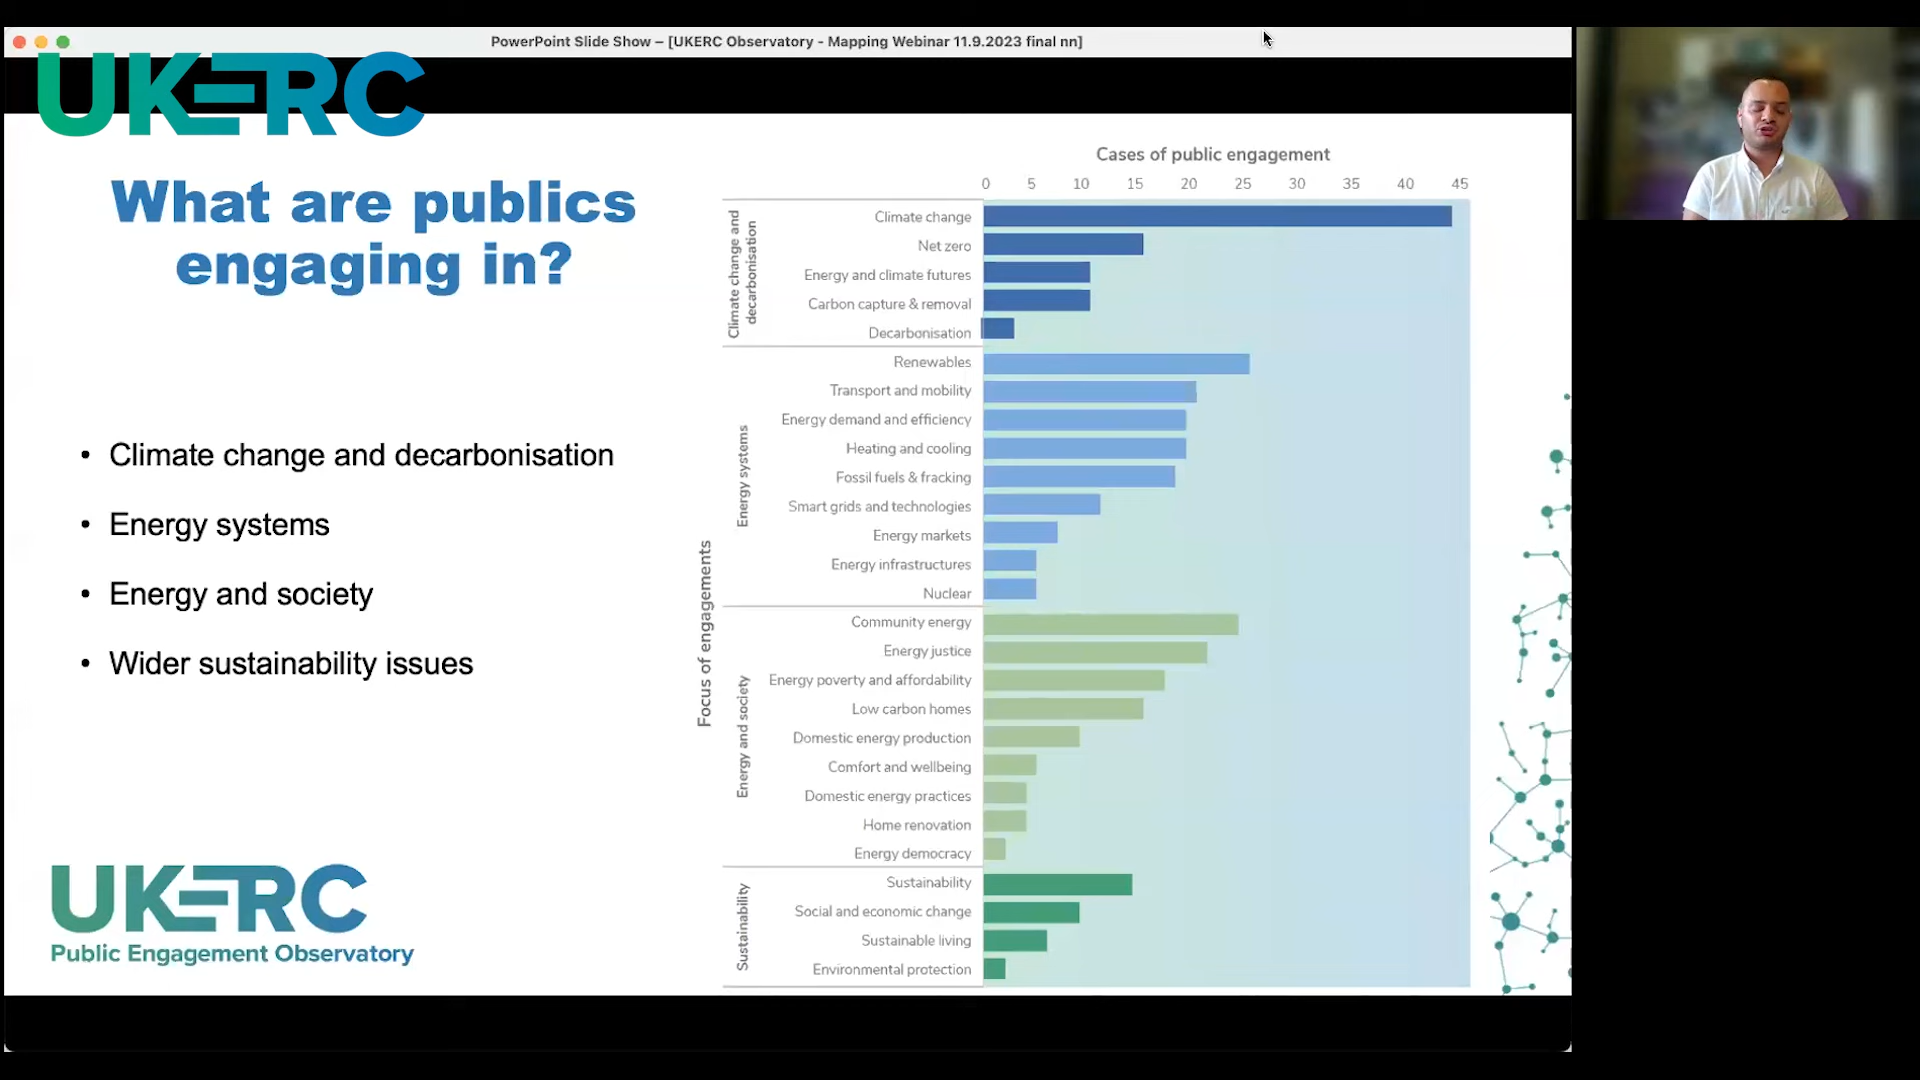 PowerPoint Slide Show – [UKERC Observatory - Mapping Webinar 11.9.2023 final nn]
UKERC
What are publics
engaging in?
• Climate change and decarbonisation
• Energy systems
• Energy and society
• Wider sustainability issues
UKERC
Public Engagement Observatory
Cases of public engagement
0 5 10 15 20 25 30 35 40 45
Focus of engagements
Climate change and
decarbonisation
Climate change
Net zero
Energy and climate futures
Carbon capture & removal
Decarbonisation
Energy systems
Renewables
Transport and mobility
Energy demand and efficiency
Heating and cooling
Fossil fuels & fracking
Smart grids and technologies
Energy markets
Energy infrastructures
Nuclear
Energy and society
Community energy
Energy justice
Energy poverty and affordability
Low carbon homes
Domestic energy production
Comfort and wellbeing
Domestic energy practices
Home renovation
Energy democracy
Sustainability
Sustainability
Social and economic change
Sustainable living
Environmental protection